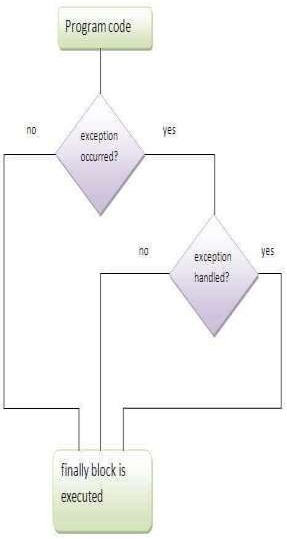 Program code
no
yes
exception
occurred?
no
yes
exception
handled?
finally block is
executed